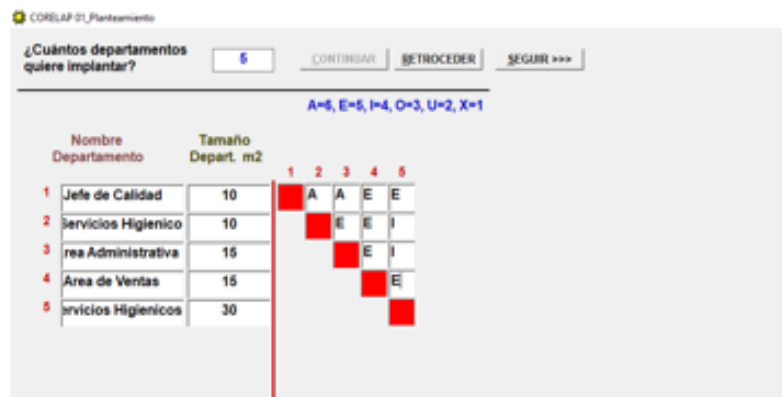 CORELAP 01_Planteamiento
¿Cuántos departamentos quiere implantar?
5
CONTINUAR RETROCEDER SEGUIR >>>
A=6, E=5, I=4, O=3, U=2, X=1
Nombre Departamento
Tamaño Depart. m2
1 2 3 4 5
1 Jefe de Calidad 10 A A E E
2 Servicios Higienico 10 E E I
3 rea Administrativa 15 E I
4 Area de Ventas 15 E
5 ervicios Higienicos 30